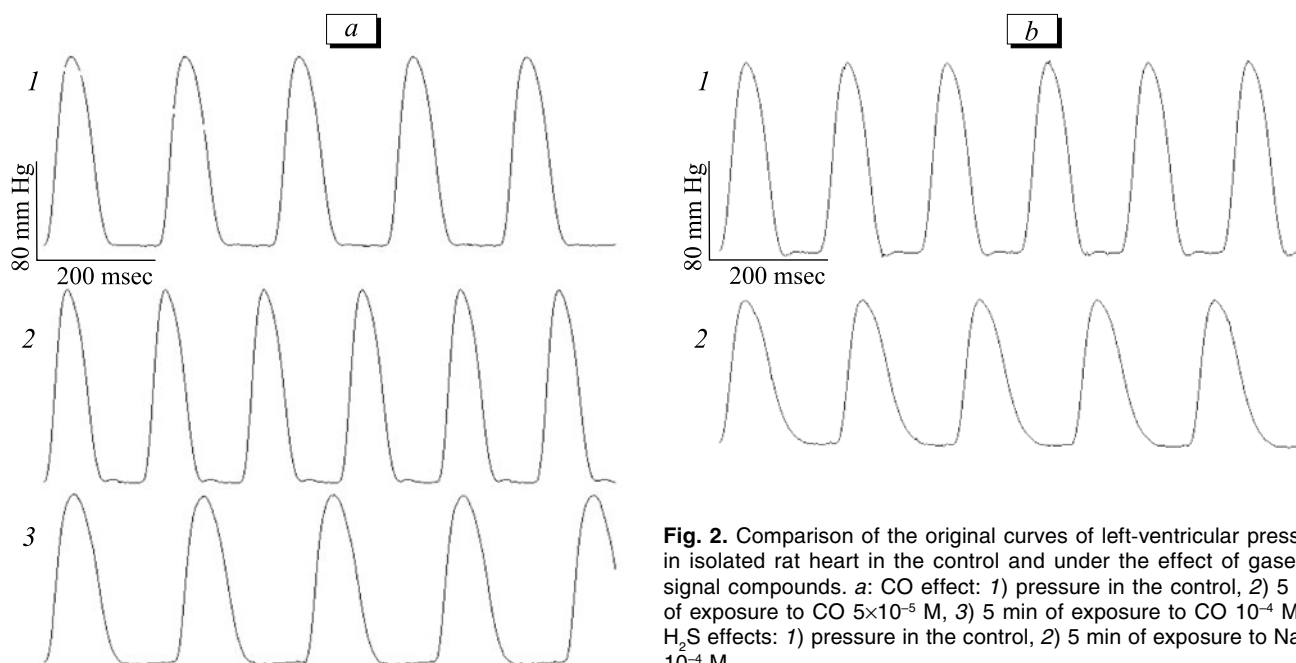 a
1
80 mm Hg
200 msec
2
3
b
1
80 mm Hg
200 msec
2
Fig. 2. Comparison of the original curves of left-ventricular press
in isolated rat heart in the control and under the effect of gase
signal compounds. a: CO effect: 1) pressure in the control, 2) 5
of exposure to CO 5×10⁻⁵ M, 3) 5 min of exposure to CO 10⁻⁴ M
H₂S effects: 1) pressure in the control, 2) 5 min of exposure to Na
10⁻⁴ M